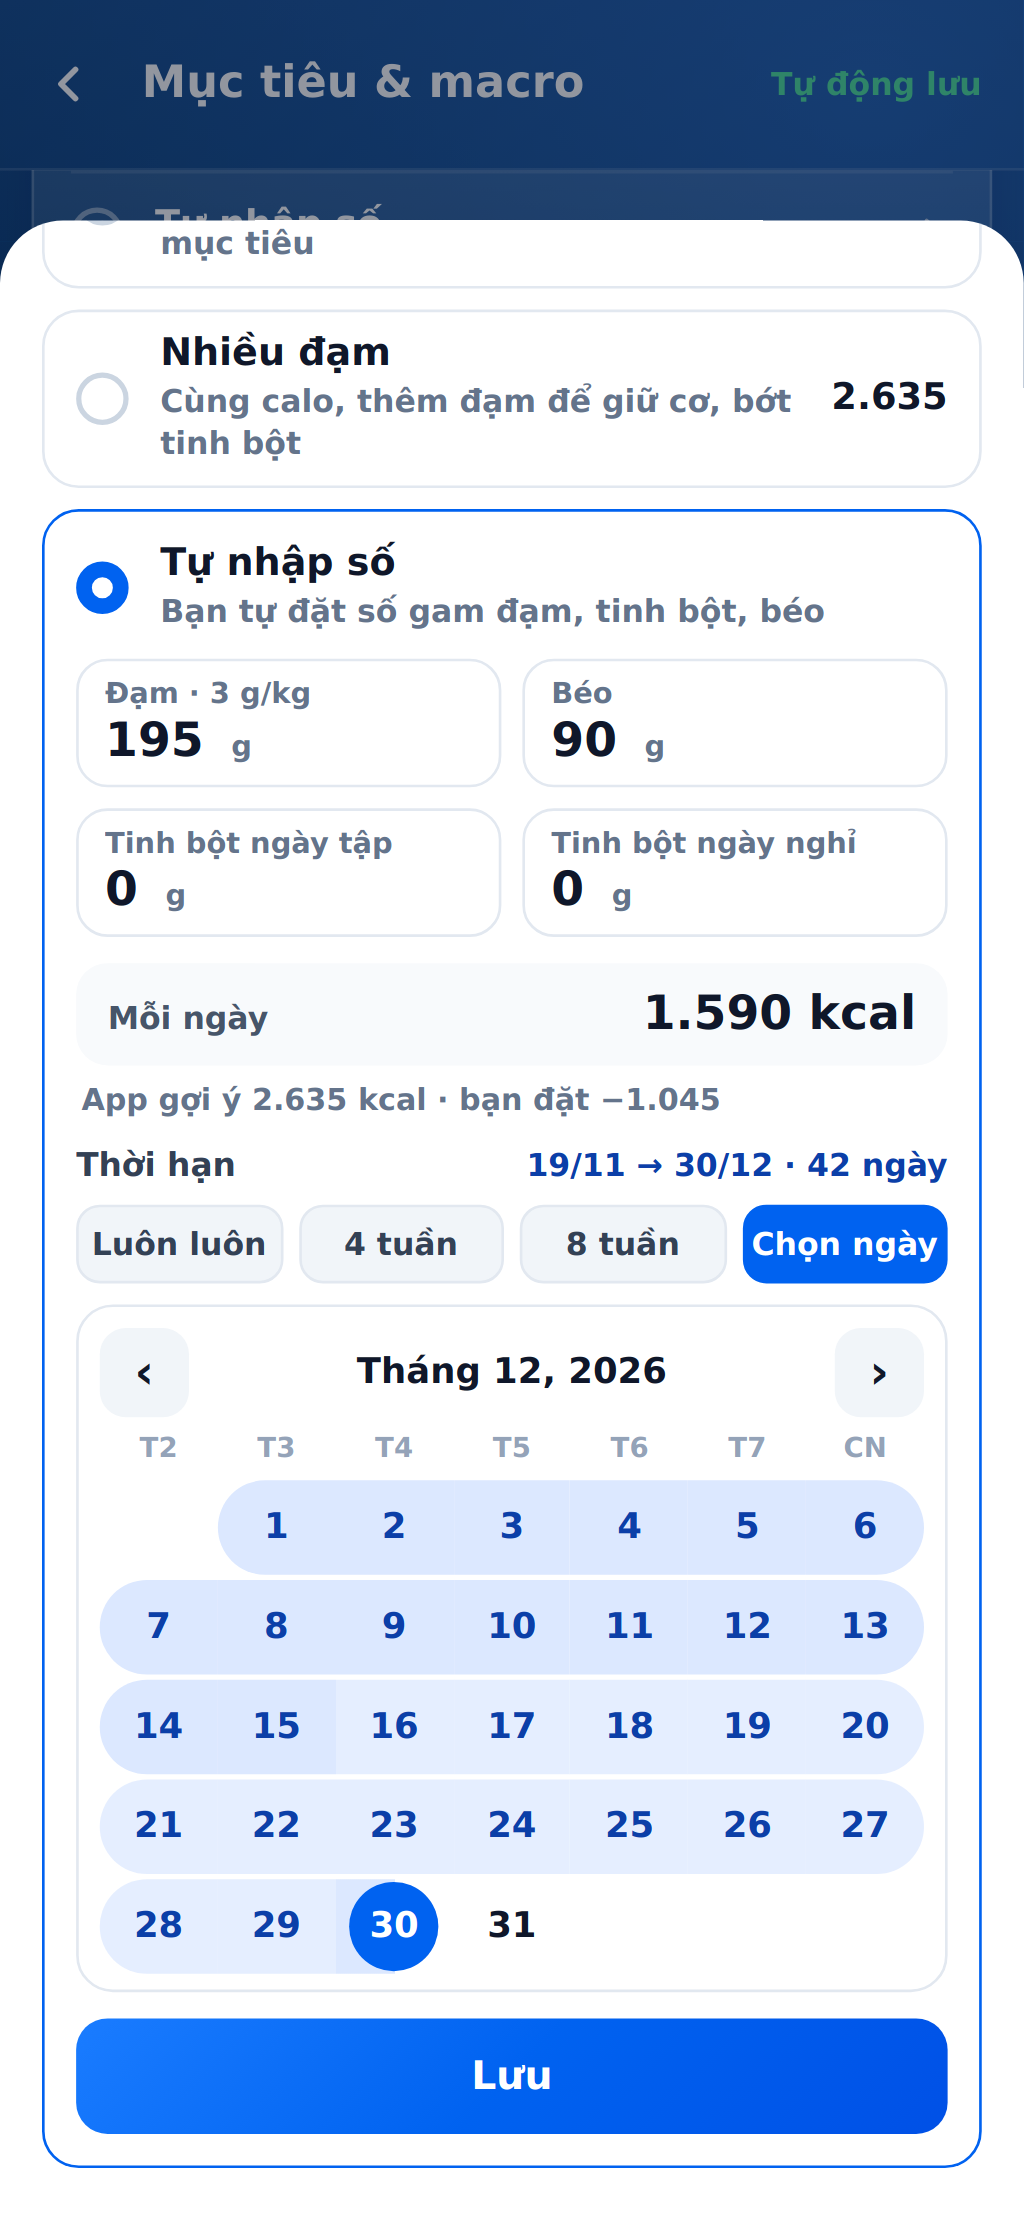 Mục tiêu & macro
Tự động lưu
Tự nhập số
mục tiêu
Nhiều đạm
Cùng calo, thêm đạm để giữ cơ, bớt
tinh bột
2.635
Tự nhập số
Bạn tự đặt số gam đạm, tinh bột, béo
Đạm · 3 g/kg
195 g
Béo
90 g
Tinh bột ngày tập
0 g
Tinh bột ngày nghỉ
0 g
Mỗi ngày
1.590 kcal
App gợi ý 2.635 kcal · bạn đặt −1.045
Thời hạn
19/11 → 30/12 · 42 ngày
Luôn luôn
4 tuần
8 tuần
Chọn ngày
‹ Tháng 12, 2026 ›
T2 T3 T4 T5 T6 T7 CN
1 2 3 4 5 6
7 8 9 10 11 12 13
14 15 16 17 18 19 20
21 22 23 24 25 26 27
28 29 30 31
Lưu